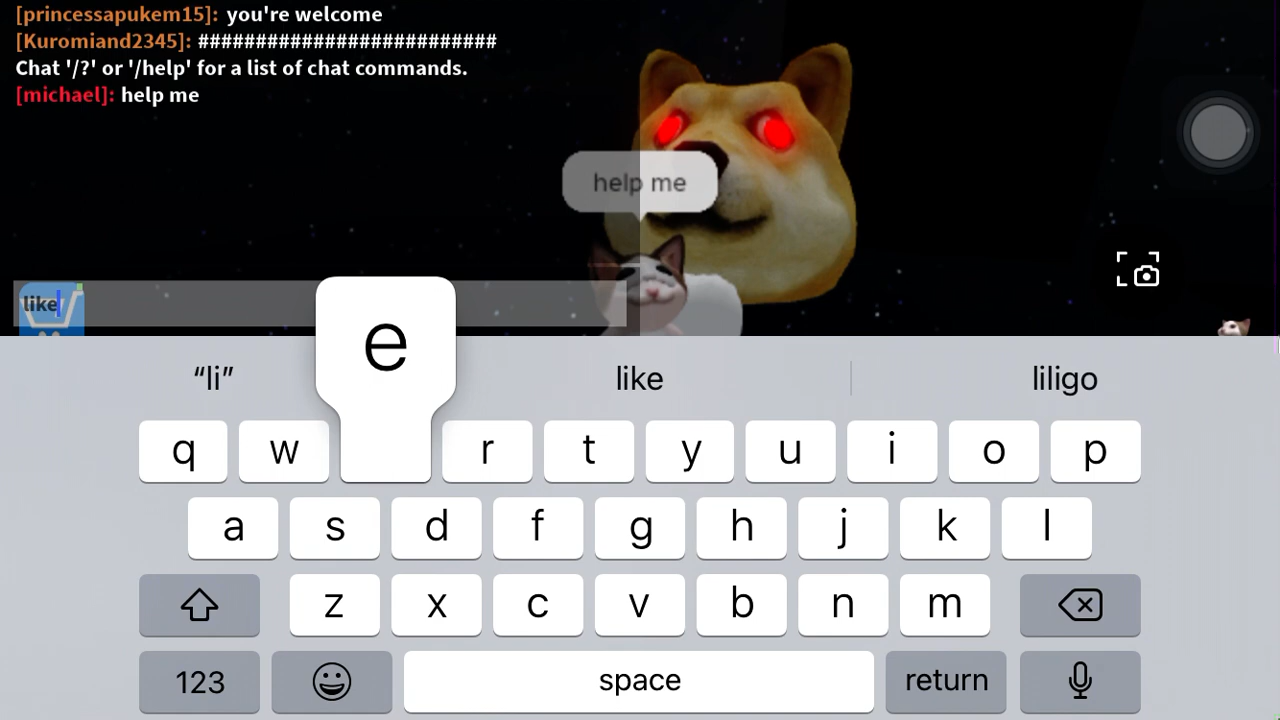 [princessapukem15]: you're welcome
[Kuromiand2345]: ##########################
Chat '/?' or '/help' for a list of chat commands.
[michael]: help me
help me
like
e
“li” like liligo
q w r t y u i o p
a s d f g h j k l
z x c v b n m
123 space return